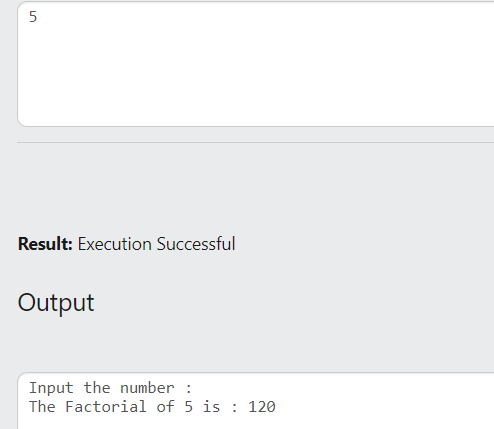 5
Result: Execution Successful
Output
Input the number :
The Factorial of 5 is : 120